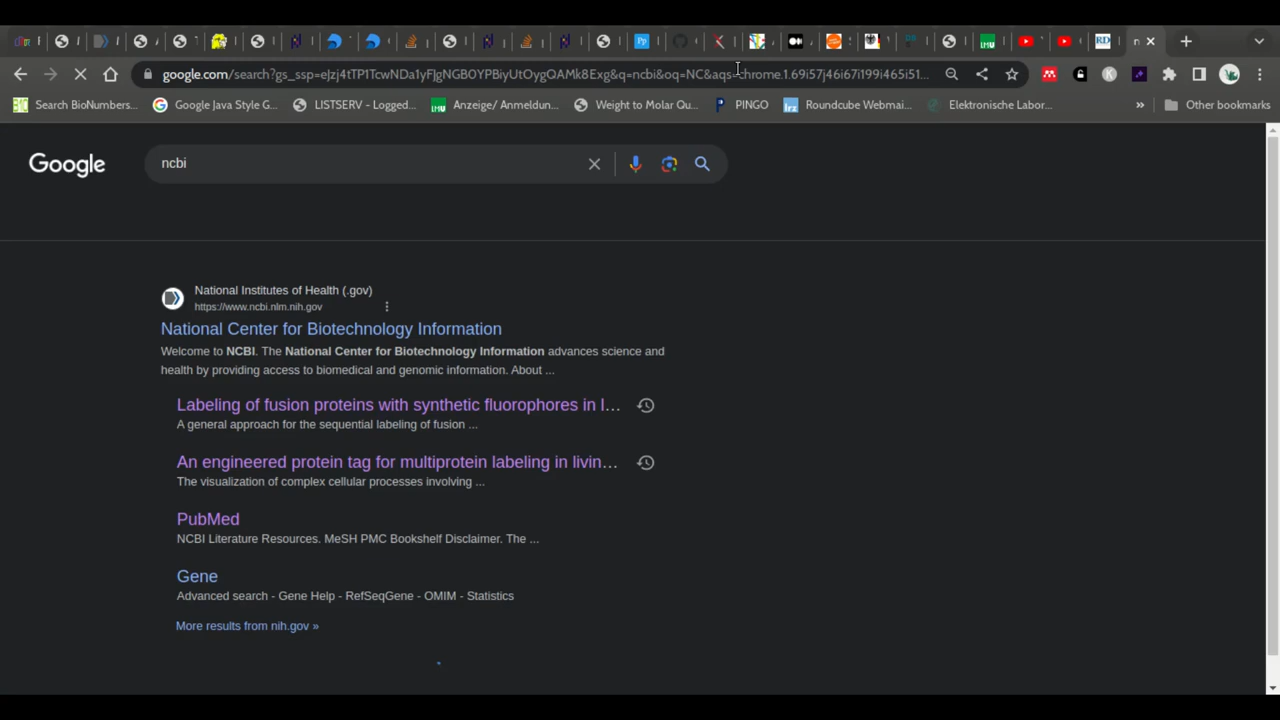 google.com/search?gs_ssp=eJzj4tTP1TcwNDa1yFJgNGB0YPBiyUtOygQAMk8Exg&q=ncbi&oq=NC&aqs=chrome.1.69i57j46i67i199i465i51...
Search BioNumbers...
Google Java Style G...
LISTSERV - Logged...
Anzeige/ Anmeldun...
Weight to Molar Qu...
PINGO
Roundcube Webmai...
Elektronische Labor...
»
Other bookmarks
Google
ncbi
National Institutes of Health (.gov)
https://www.ncbi.nlm.nih.gov
National Center for Biotechnology Information
Welcome to NCBI. The National Center for Biotechnology Information advances science and
health by providing access to biomedical and genomic information. About ...
Labeling of fusion proteins with synthetic fluorophores in l...
A general approach for the sequential labeling of fusion ...
An engineered protein tag for multiprotein labeling in livin...
The visualization of complex cellular processes involving ...
PubMed
NCBI Literature Resources. MeSH PMC Bookshelf Disclaimer. The ...
Gene
Advanced search - Gene Help - RefSeqGene - OMIM - Statistics
More results from nih.gov »